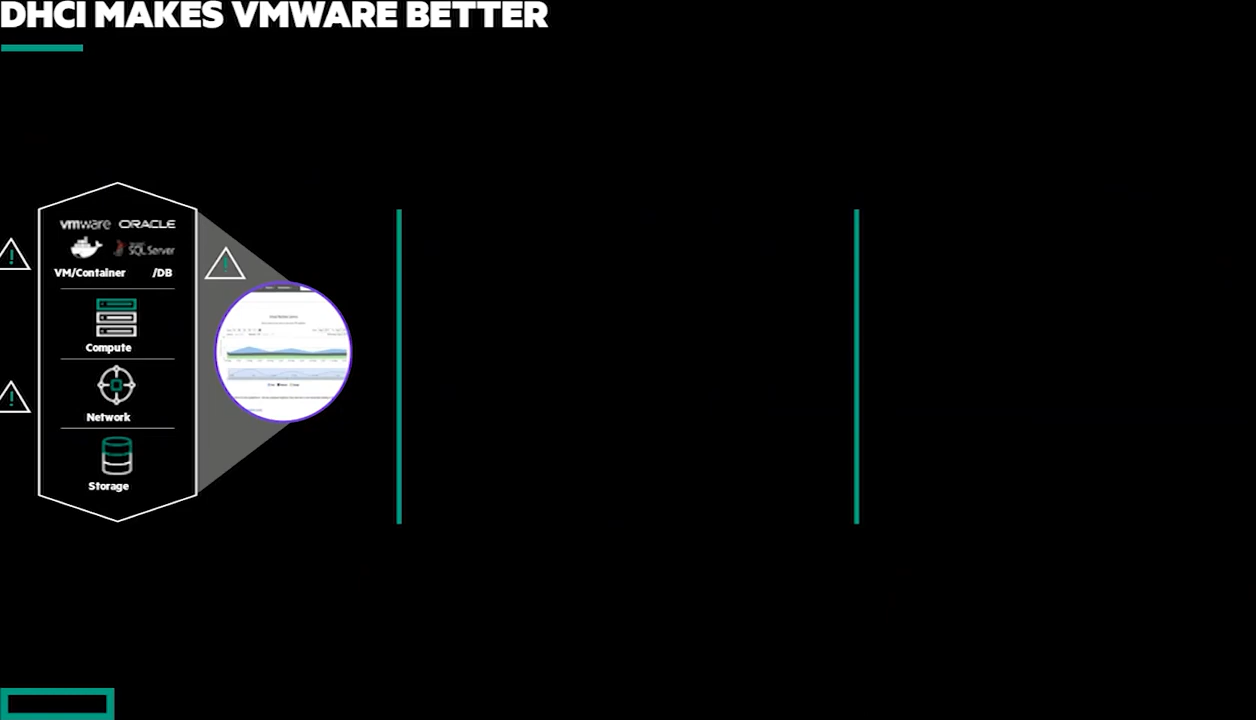 DHCI MAKES VMWARE BETTER
vmware ORACLE
SQL Server
VM/Container /DB
Compute
Network
Storage